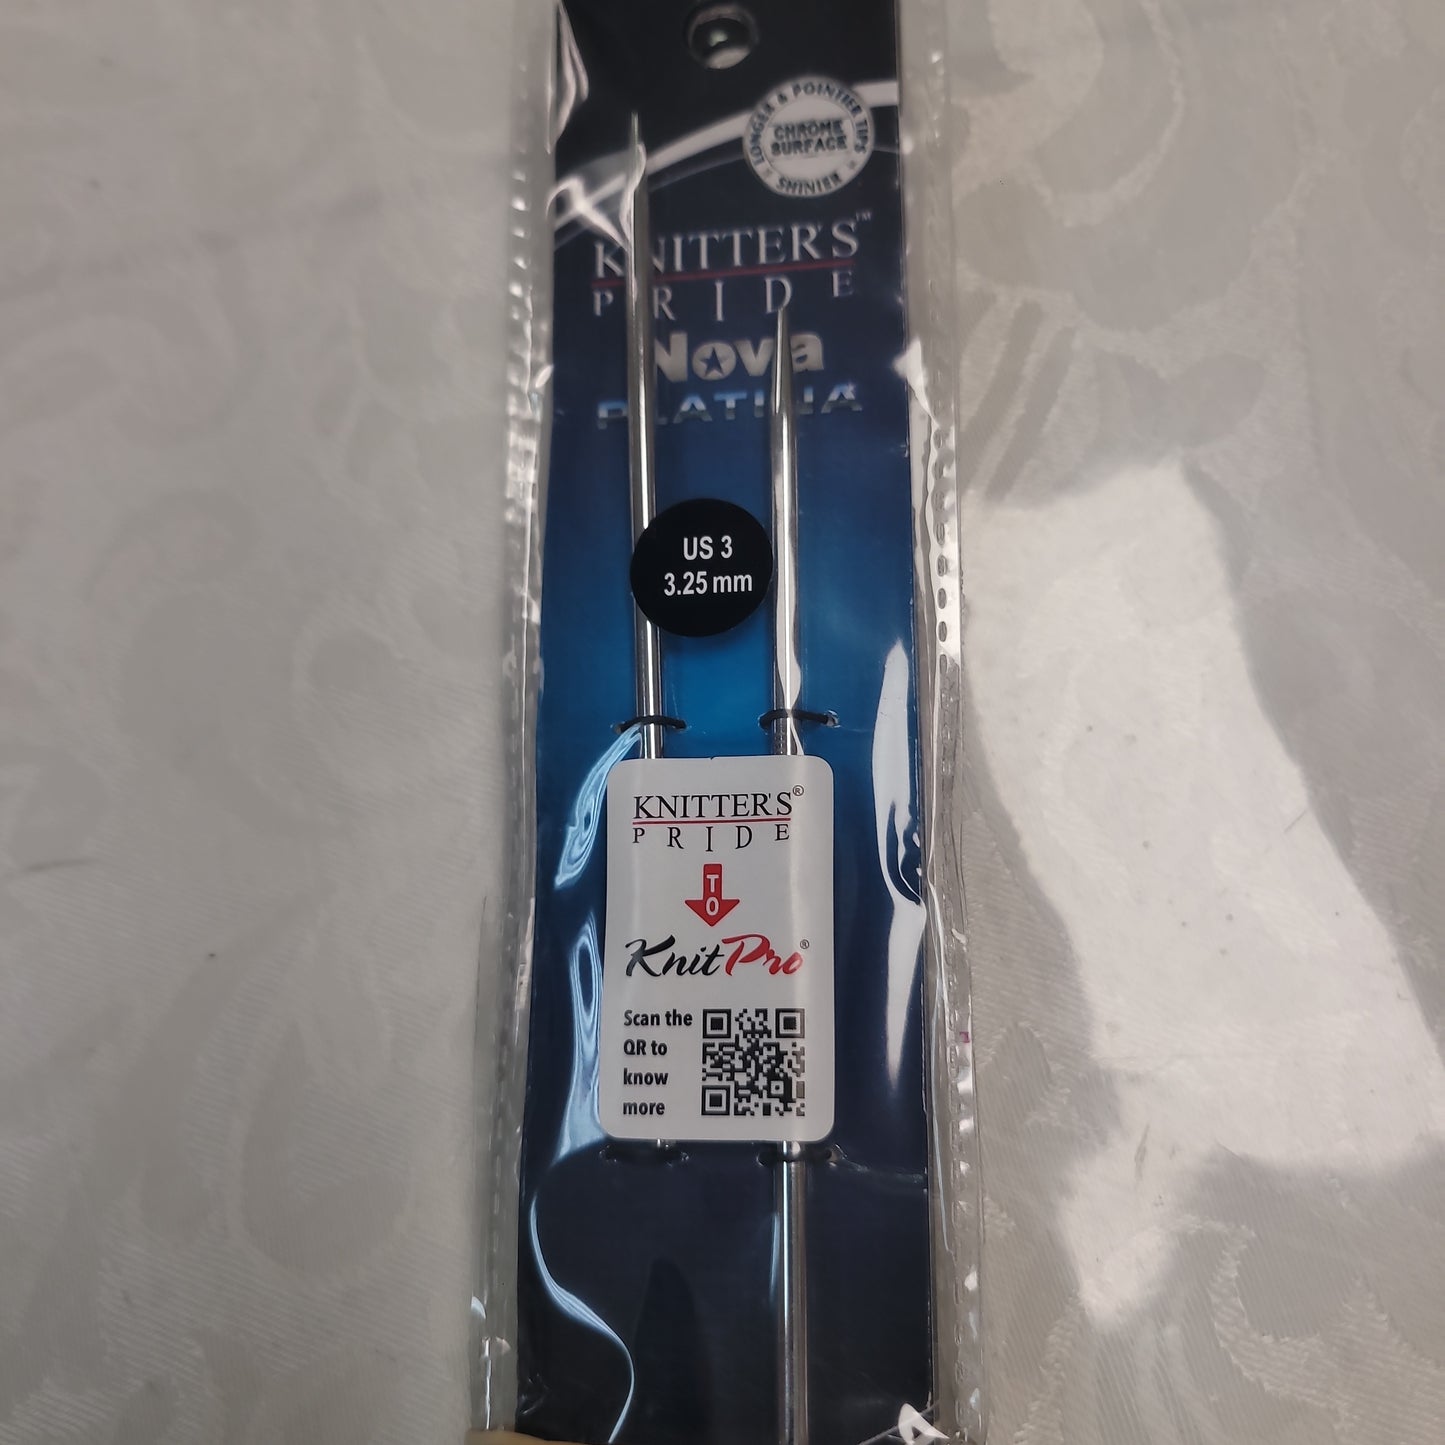 LONGER & POINTIER TIPS
CHROME
SURFACE
SHINIER
KNITTER'S™
PRIDE
Nova
PLATINA
US 3
3.25 mm
KNITTER'S®
PRIDE
TO
KnitPro®
Scan the
QR to
know
more